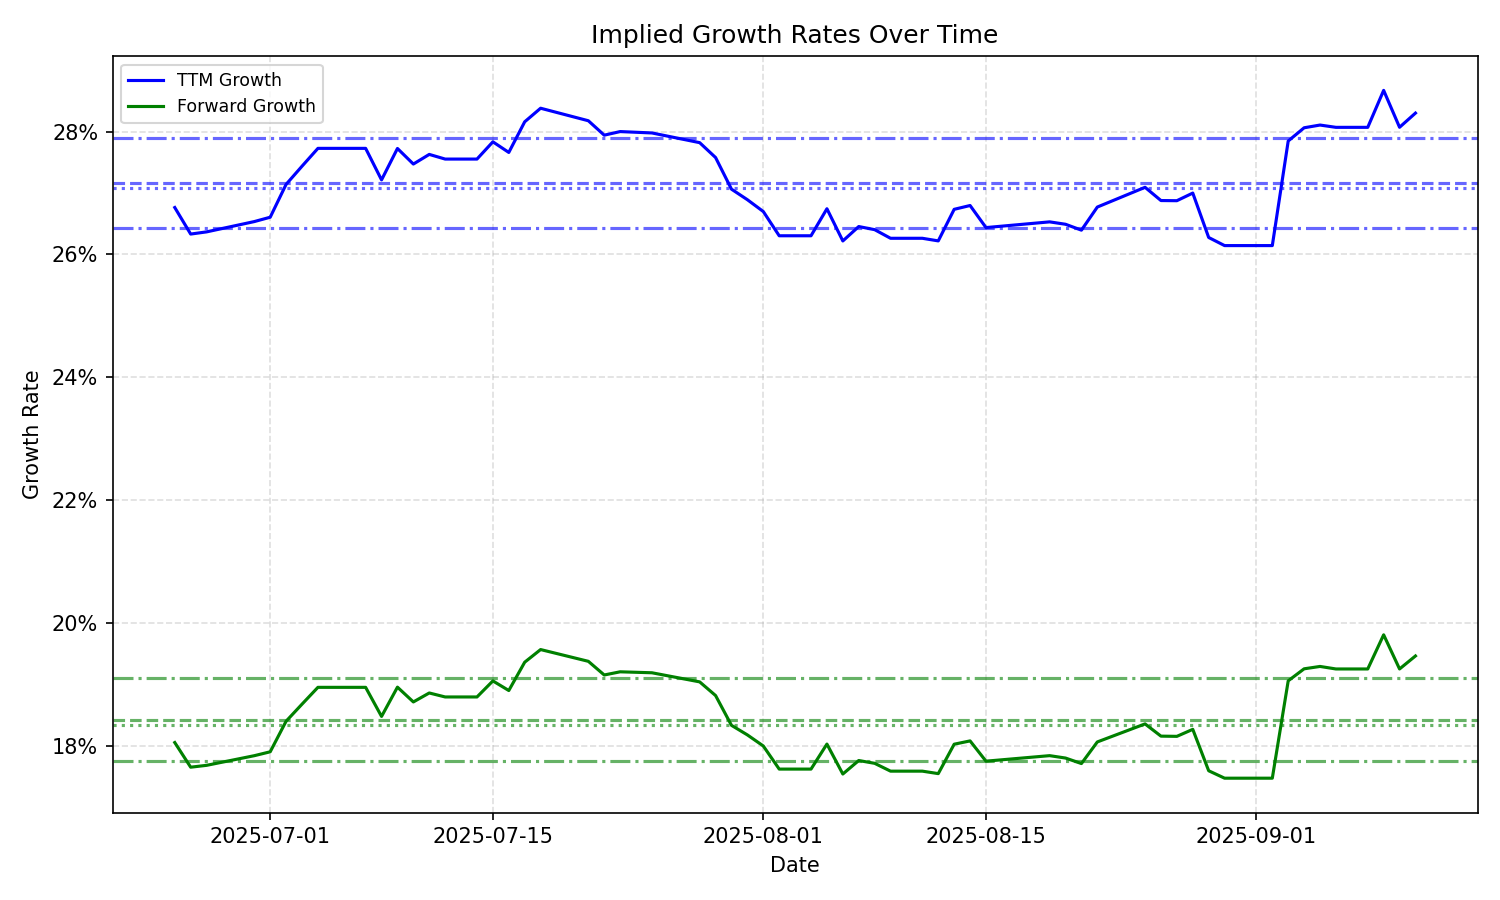 Implied Growth Rates Over Time
TTM Growth
Forward Growth
Growth Rate
28%
26%
24%
22%
20%
18%
2025-07-01
2025-07-15
2025-08-01
2025-08-15
2025-09-01
Date